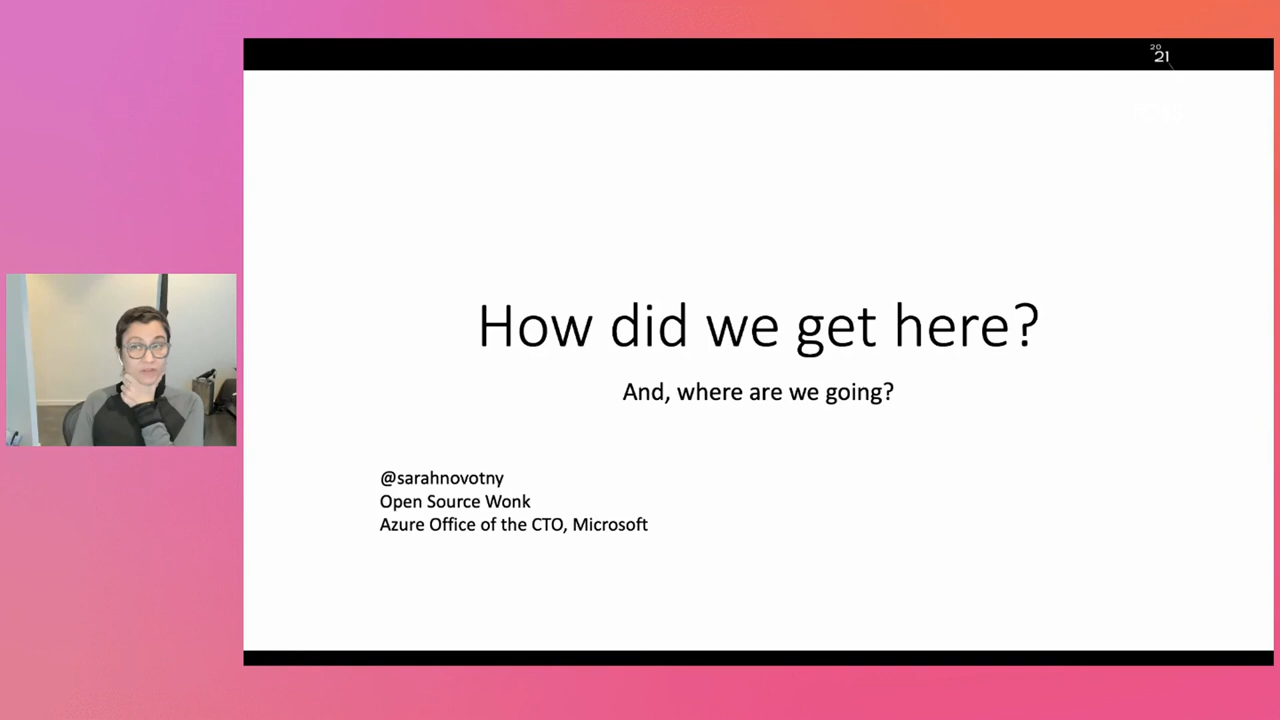 20
21
How did we get here?
And, where are we going?
@sarahnovotny
Open Source Wonk
Azure Office of the CTO, Microsoft